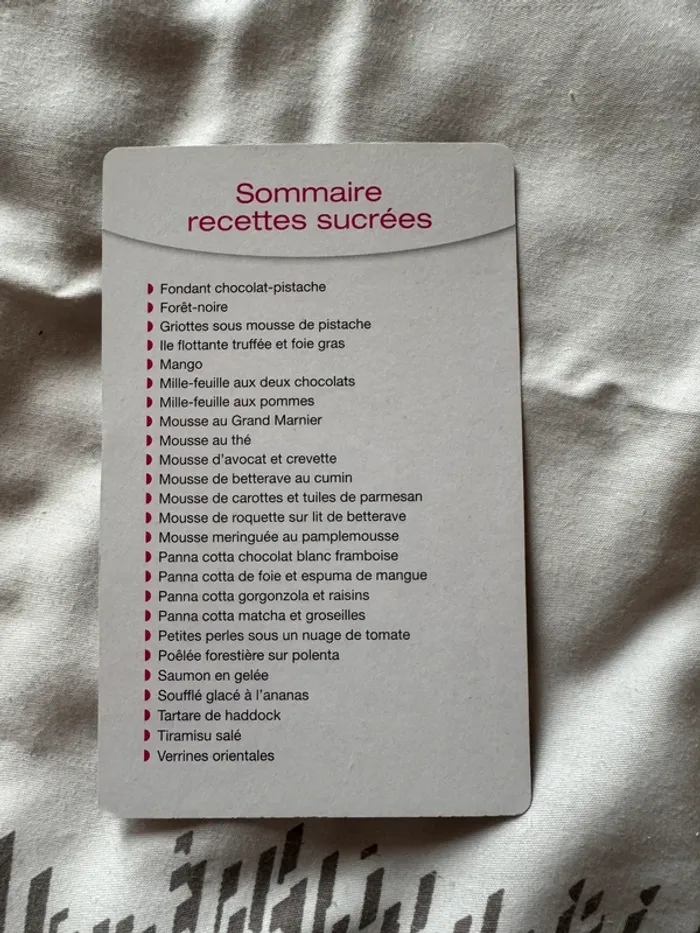 Sommaire
recettes sucrées
Fondant chocolat-pistache
Forêt-noire
Griottes sous mousse de pistache
Ile flottante truffée et foie gras
Mango
Mille-feuille aux deux chocolats
Mille-feuille aux pommes
Mousse au Grand Marnier
Mousse au thé
Mousse d'avocat et crevette
Mousse de betterave au cumin
Mousse de carottes et tuiles de parmesan
Mousse de roquette sur lit de betterave
Mousse meringuée au pamplemousse
Panna cotta chocolat blanc framboise
Panna cotta de foie et espuma de mangue
Panna cotta gorgonzola et raisins
Panna cotta matcha et groseilles
Petites perles sous un nuage de tomate
Poêlée forestière sur polenta
Saumon en gelée
Soufflé glacé à l'ananas
Tartare de haddock
Tiramisu salé
Verrines orientales